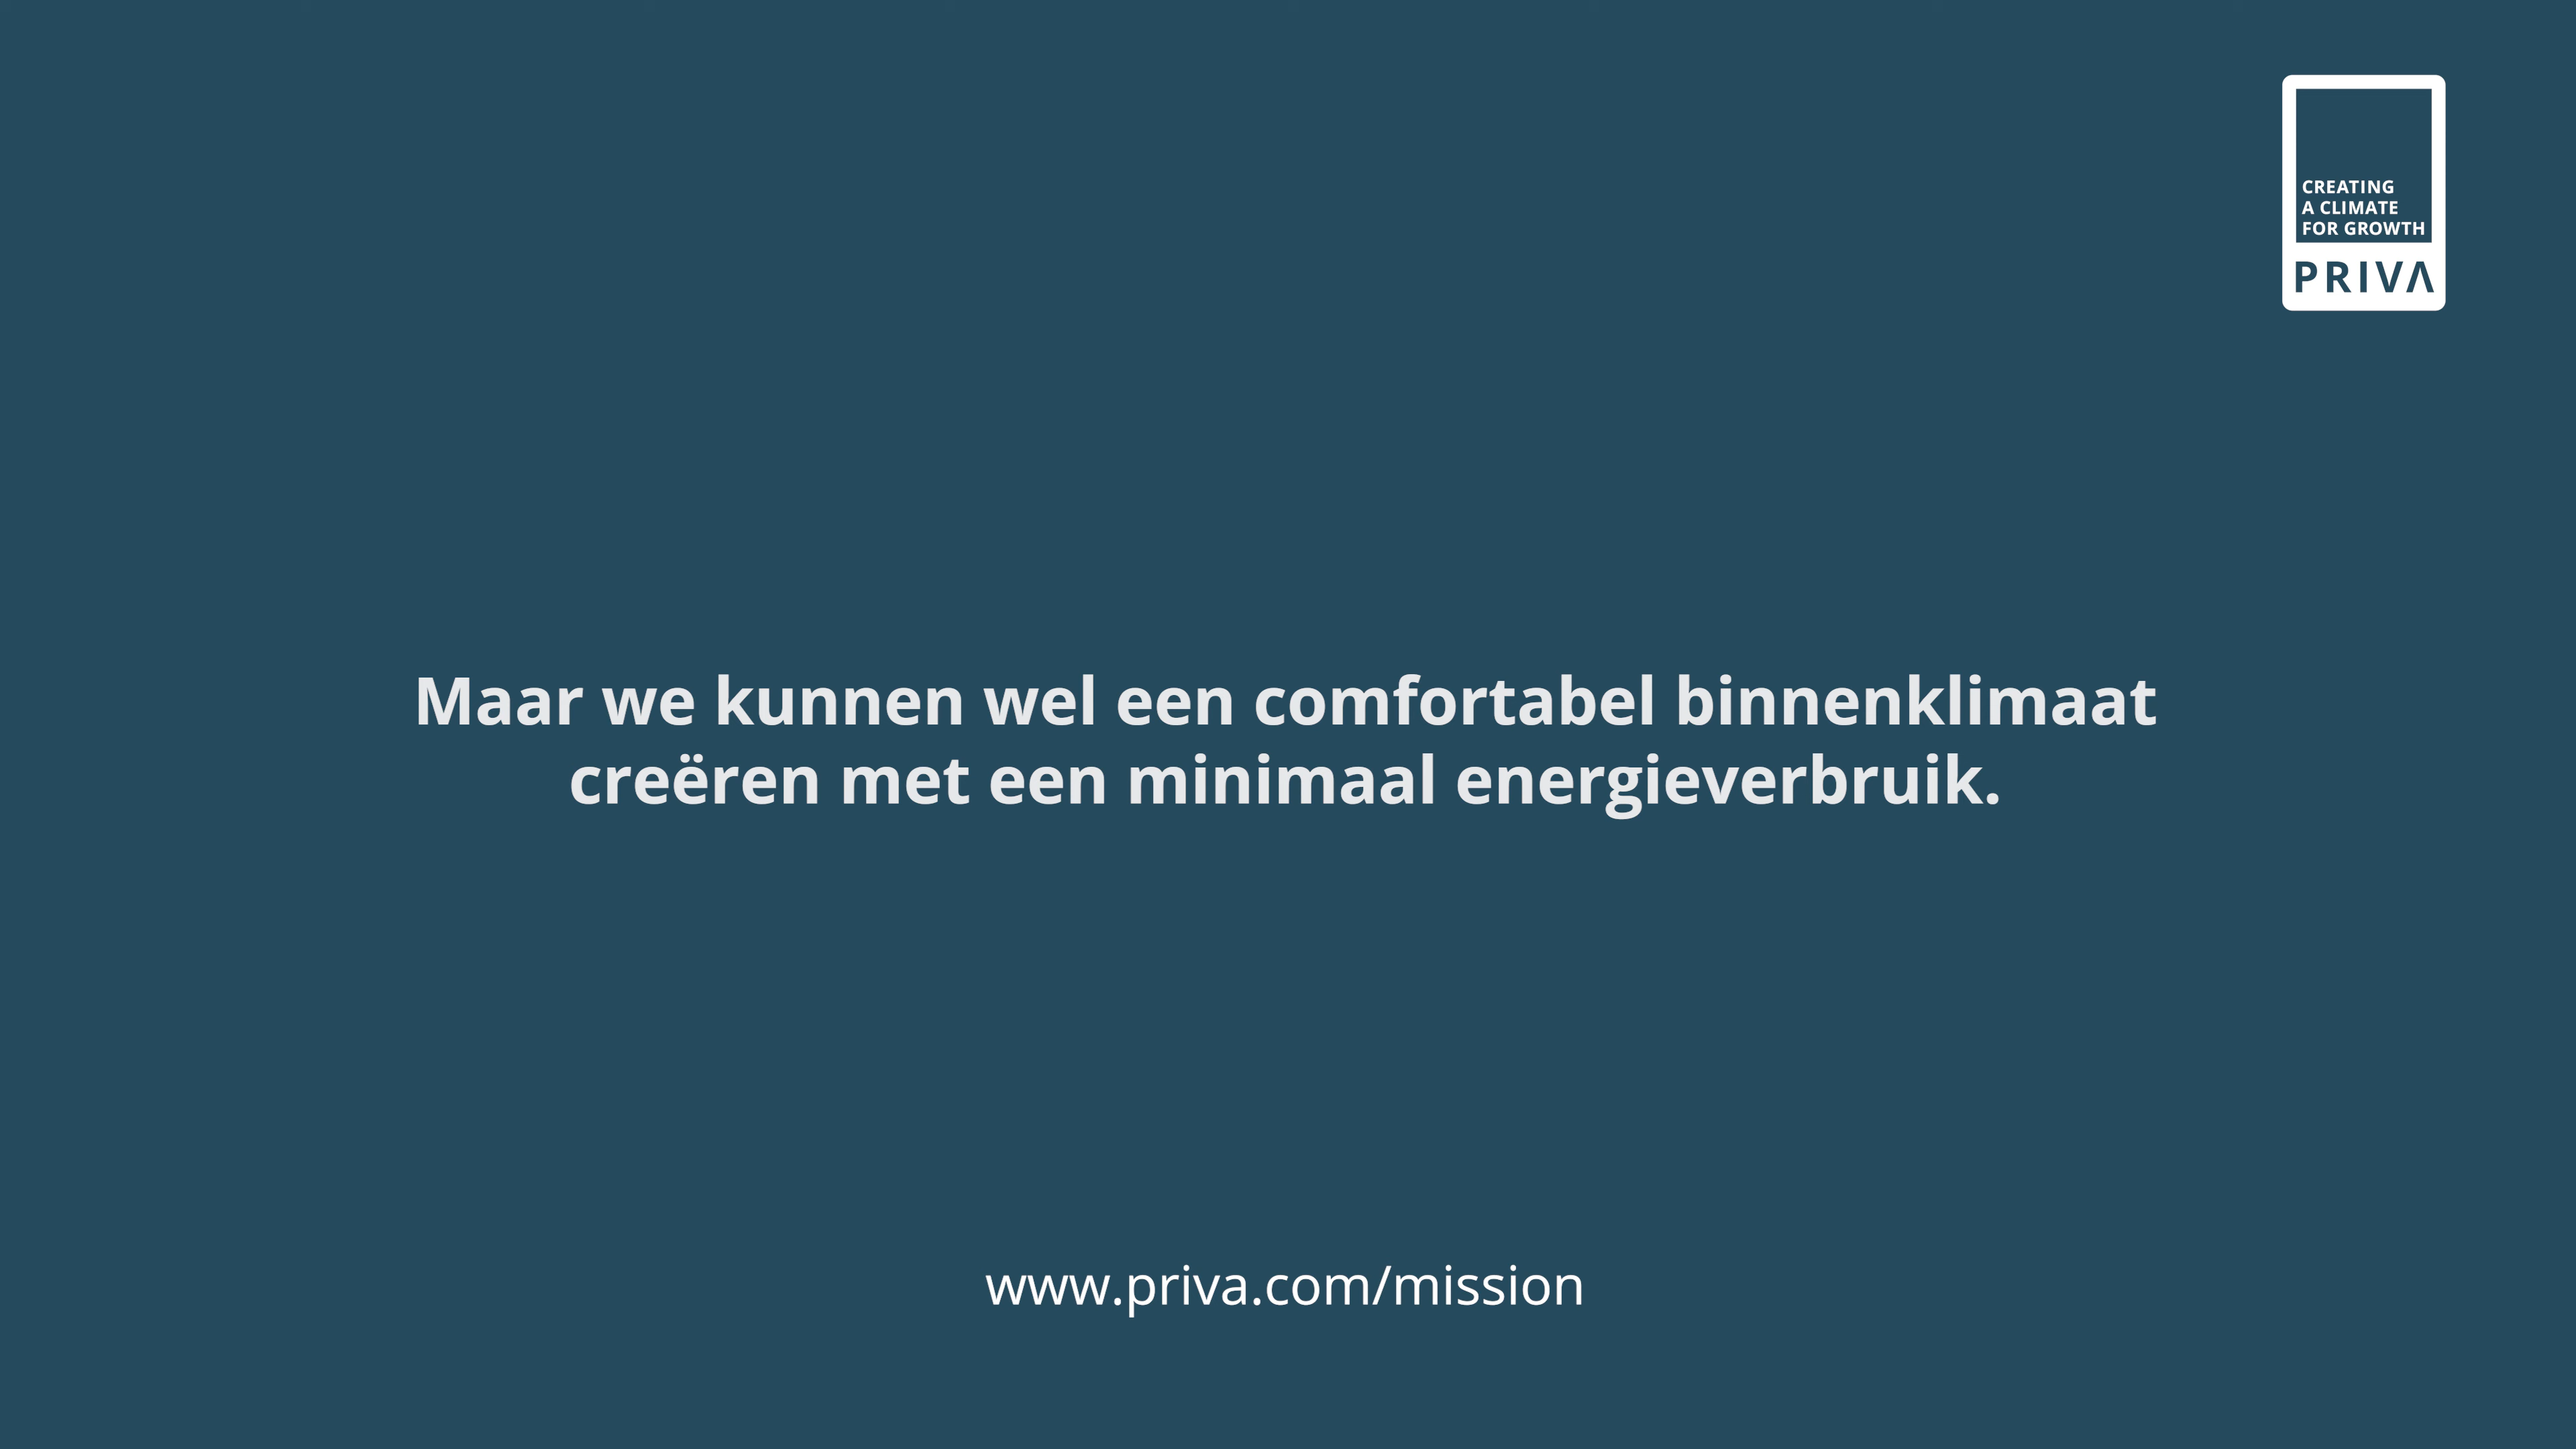 CREATING
A CLIMATE
FOR GROWTH
PRIVA
Maar we kunnen wel een comfortabel binnenklimaat
creëren met een minimaal energieverbruik.
www.priva.com/mission